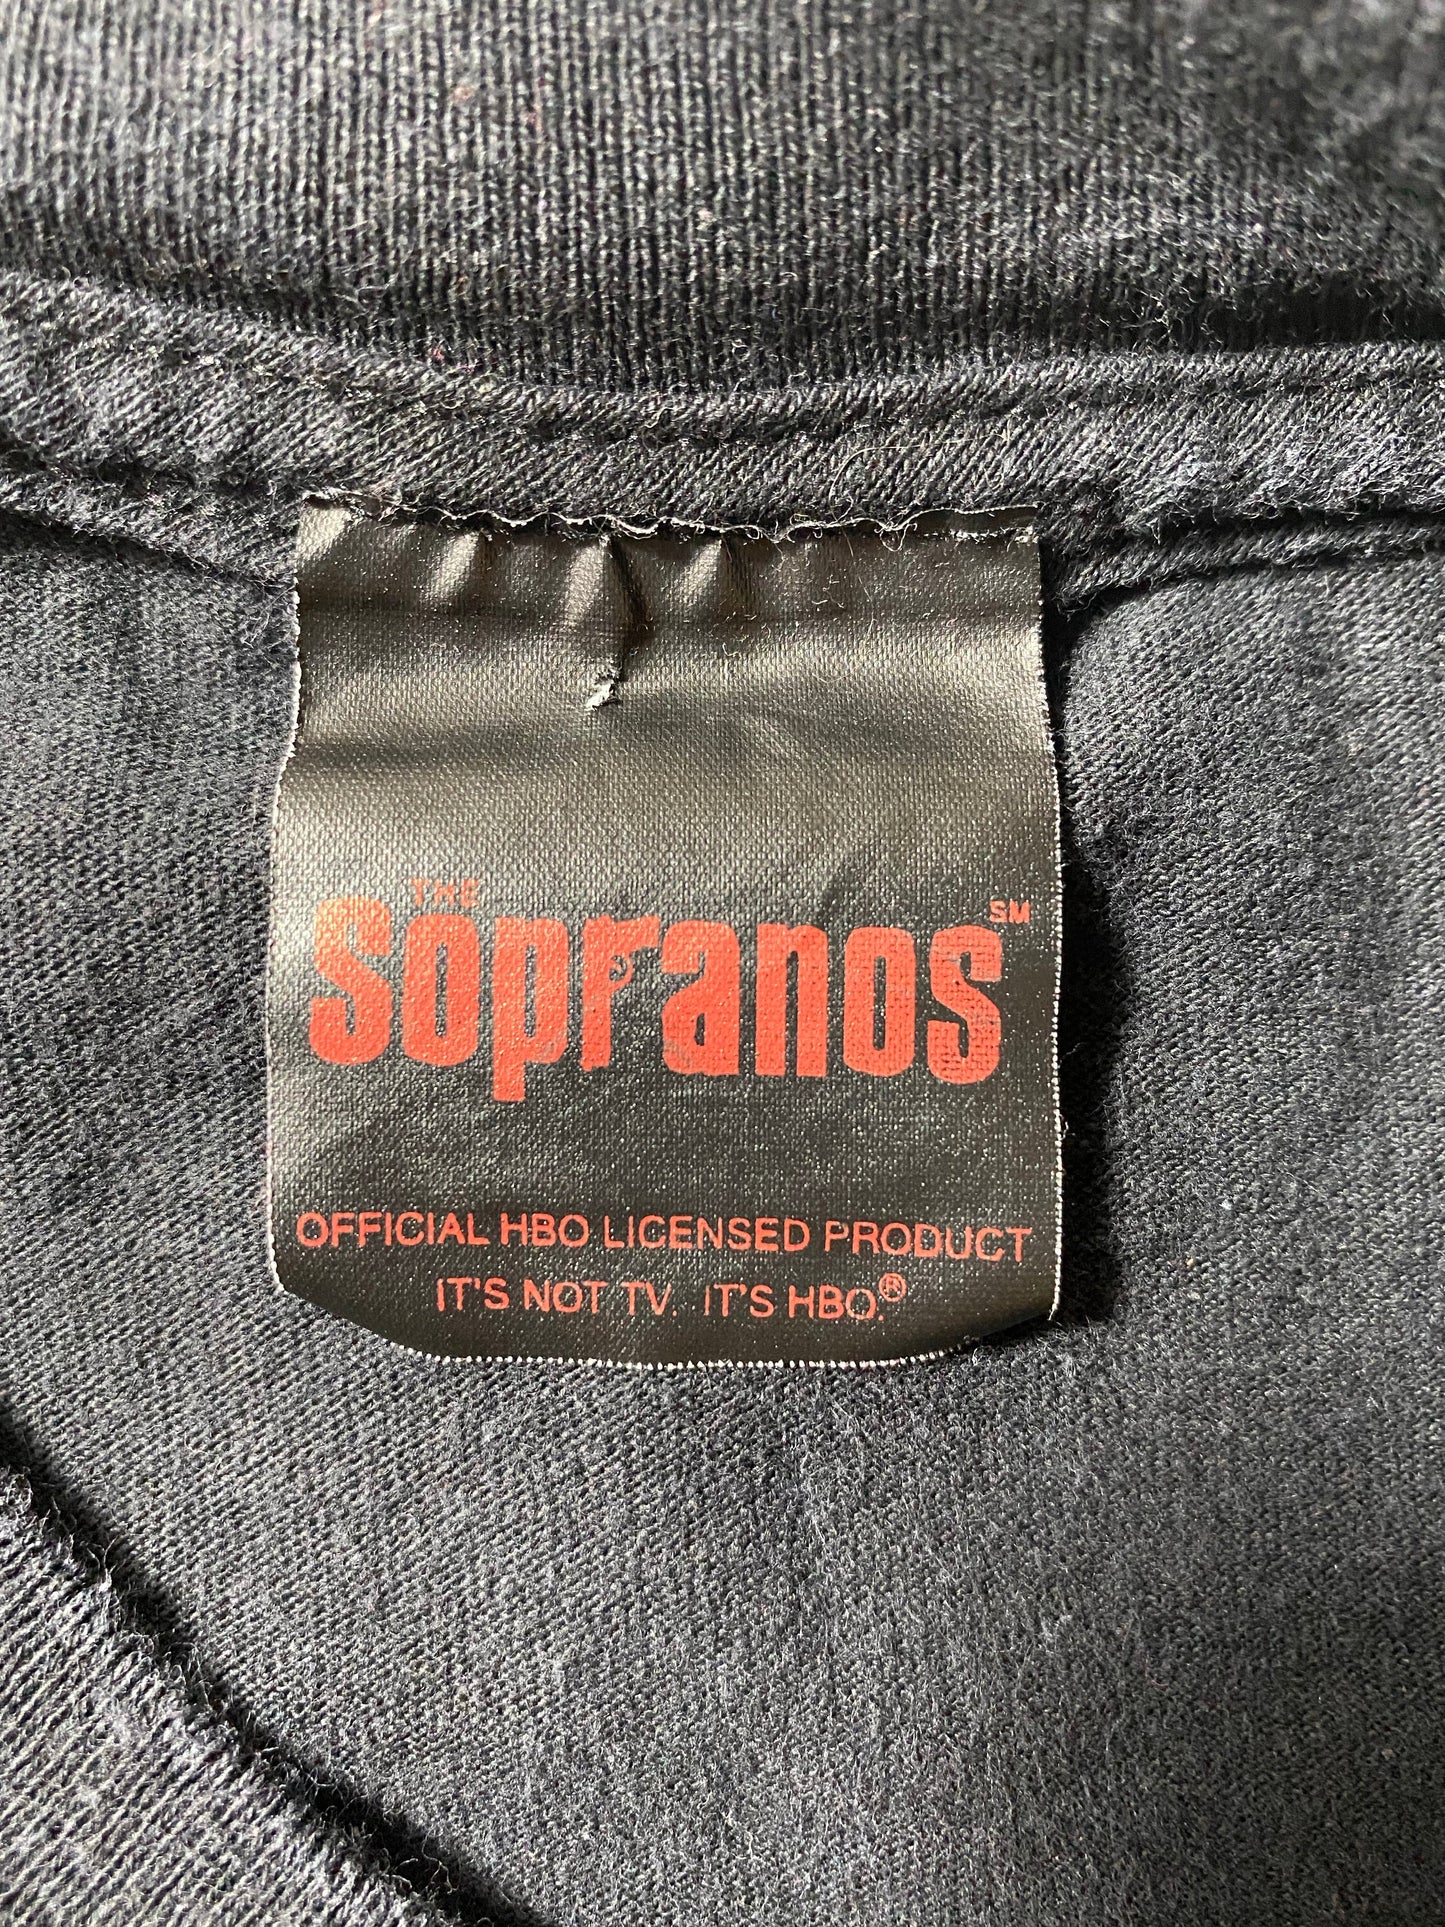 THE
Sopranos SM
OFFICIAL HBO LICENSED PRODUCT
IT'S NOT TV. IT'S HBO.®